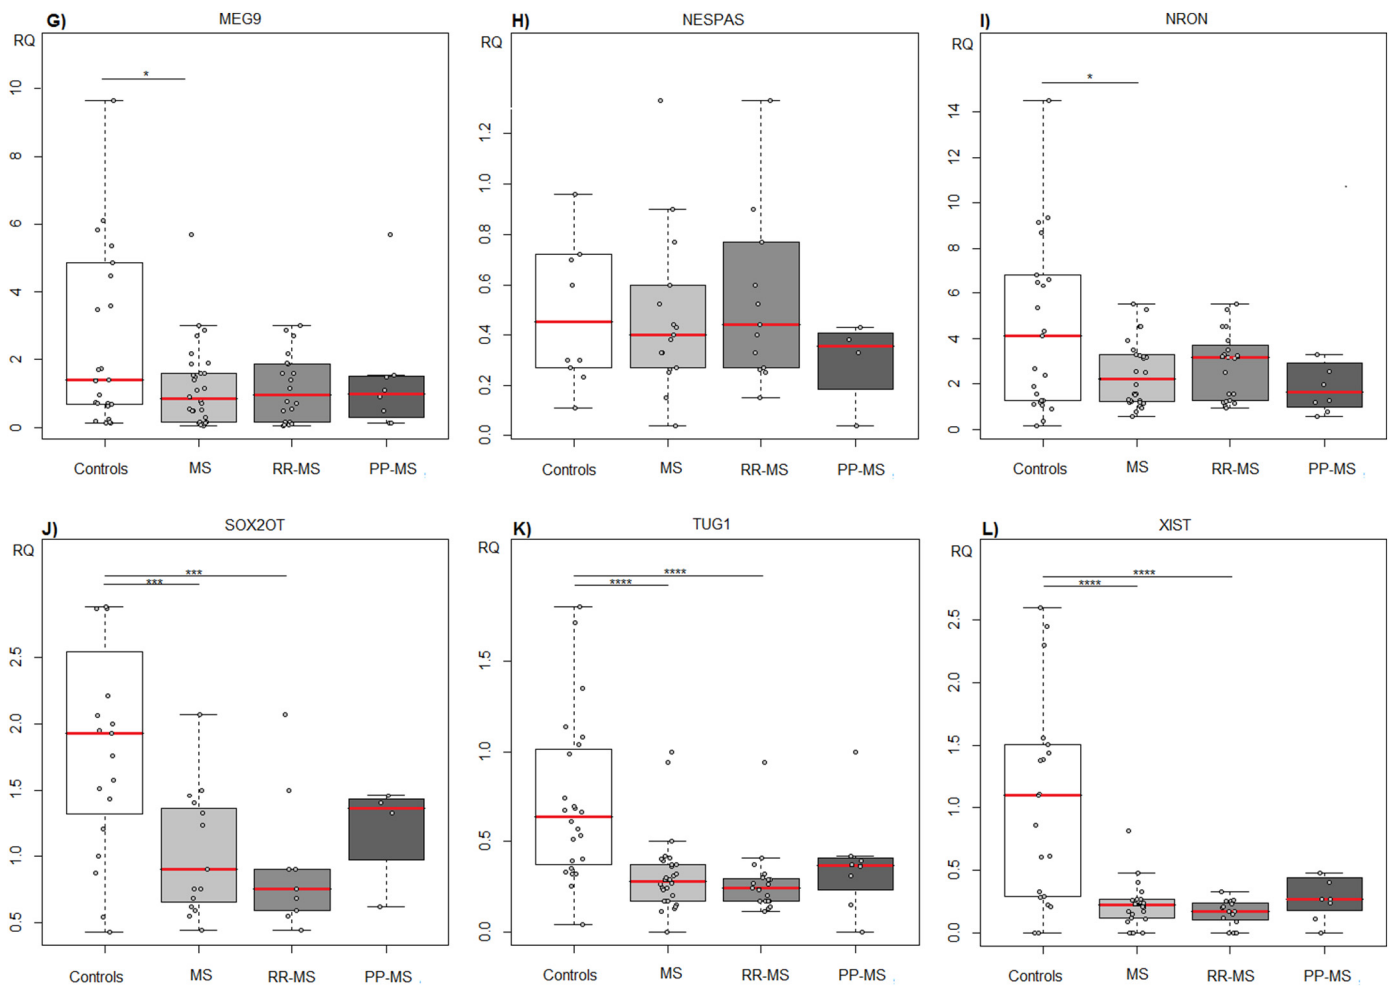 G) MEG9
RQ
*
10
8
6
4
2
0
Controls MS RR-MS PP-MS
H) NESPAS
RQ
1.2
1.0
0.8
0.6
0.4
0.2
0.0
Controls MS RR-MS PP-MS
I) NRON
RQ
*
14
12
10
8
6
4
2
0
Controls MS RR-MS PP-MS
J) SOX2OT
RQ
***
***
2.5
2.0
1.5
1.0
0.5
Controls MS RR-MS PP-MS
K) TUG1
RQ
****
****
1.5
1.0
0.5
0.0
Controls MS RR-MS PP-MS
L) XIST
RQ
****
****
2.5
2.0
1.5
1.0
0.5
0.0
Controls MS RR-MS PP-MS